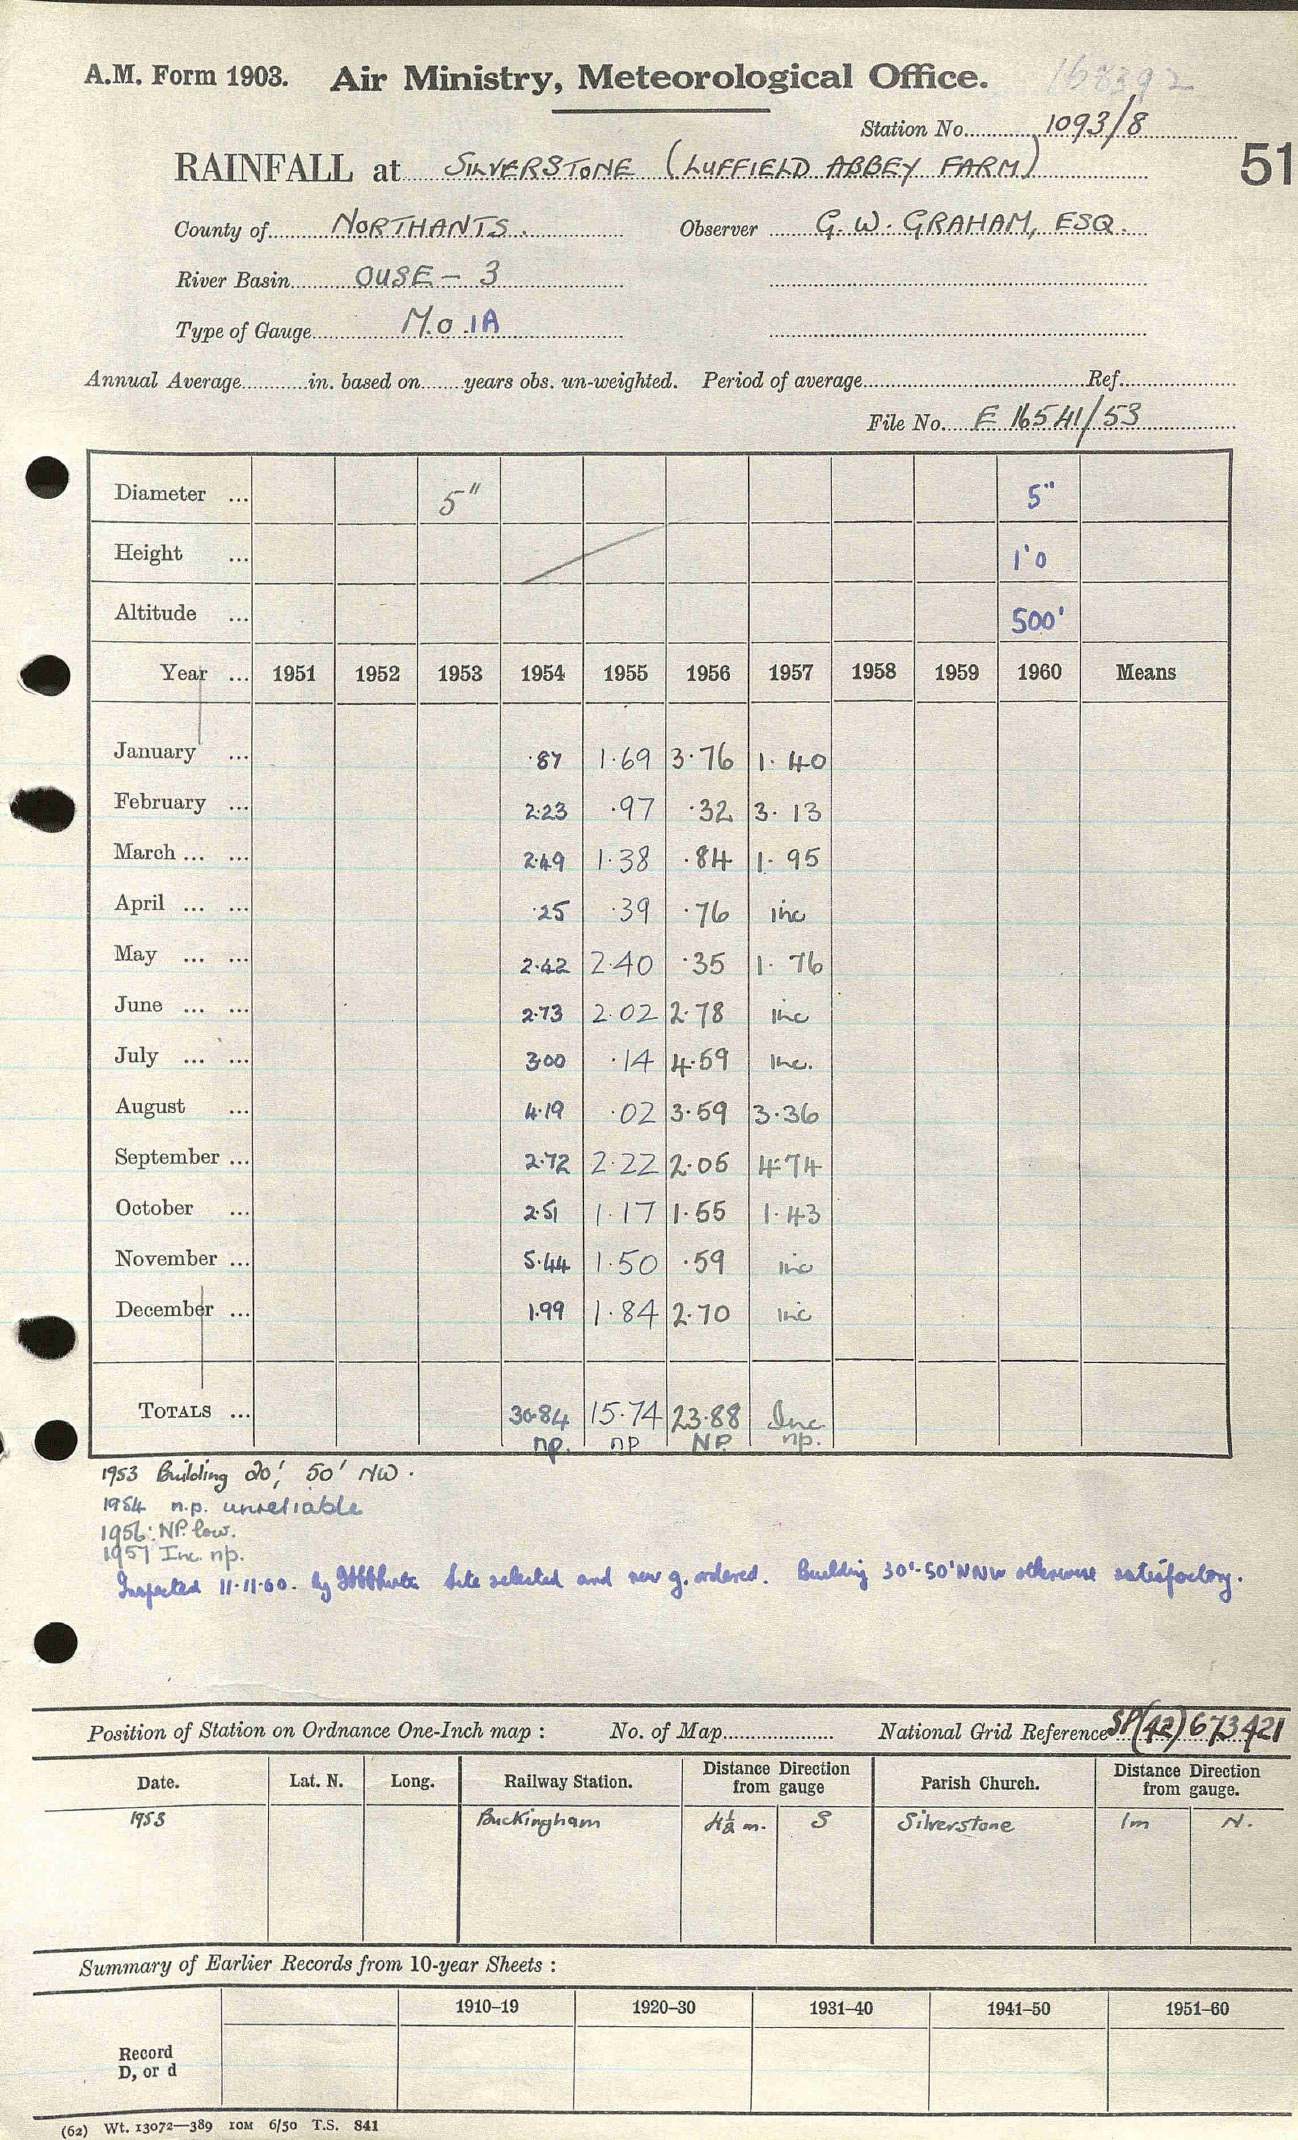 A.M. Form 1903. Air Ministry, Meteorological Office. 168392
Station No. 1093/8
RAINFALL at SILVERSTONE (LUFFIELD ABBEY FARM) 51
County of NORTHANTS. Observer G. W. GRAHAM, ESQ.
River Basin OUSE - 3
Type of Gauge M.O. 1A
Annual Average in. based on years obs. un-weighted. Period of average Ref.
File No. E 16541/53
Diameter ... 5" 5"
Height ... 1'0
Altitude ... 500'
Year ... 1951 1952 1953 1954 1955 1956 1957 1958 1959 1960 Means
January ... .87 1.69 3.76 1.40
February ... 2.23 .97 .32 3.13
March ... ... 2.49 1.38 .84 1.95
April ... ... .25 .39 .76 inc
May ... ... 2.42 2.40 .35 1.76
June ... ... 2.73 2.02 2.78 inc
July ... ... 3.00 .14 4.59 Inc.
August ... 4.19 .02 3.59 3.36
September ... 2.72 2.22 2.05 4.74
October ... 2.51 1.17 1.55 1.43
November ... 5.44 1.50 .59 inc
December ... 1.99 1.84 2.70 inc
TOTALS ... 30.84 15.74 23.88 Inc
np. np NP. np.
1953 Building 20', 50' NW.
1954 n.p. unreliable
1956: NP. low.
1957 Inc. np.
Inspected 11.11.60. by Site selected and new g. ordered. Building 30'-50' NNW otherwise satisfactory.
Position of Station on Ordnance One-Inch map : No. of Map National Grid Reference SP(42)673421
Date. Lat. N. Long. Railway Station. Distance Direction from gauge Parish Church. Distance Direction from gauge.
1953 Buckingham 4½ m. S Silverstone 1m N.
Summary of Earlier Records from 10-year Sheets :
1910–19 1920–30 1931–40 1941–50 1951–60
Record
D, or d
(62) Wt. 13072—389 10M 6/50 T.S. 841